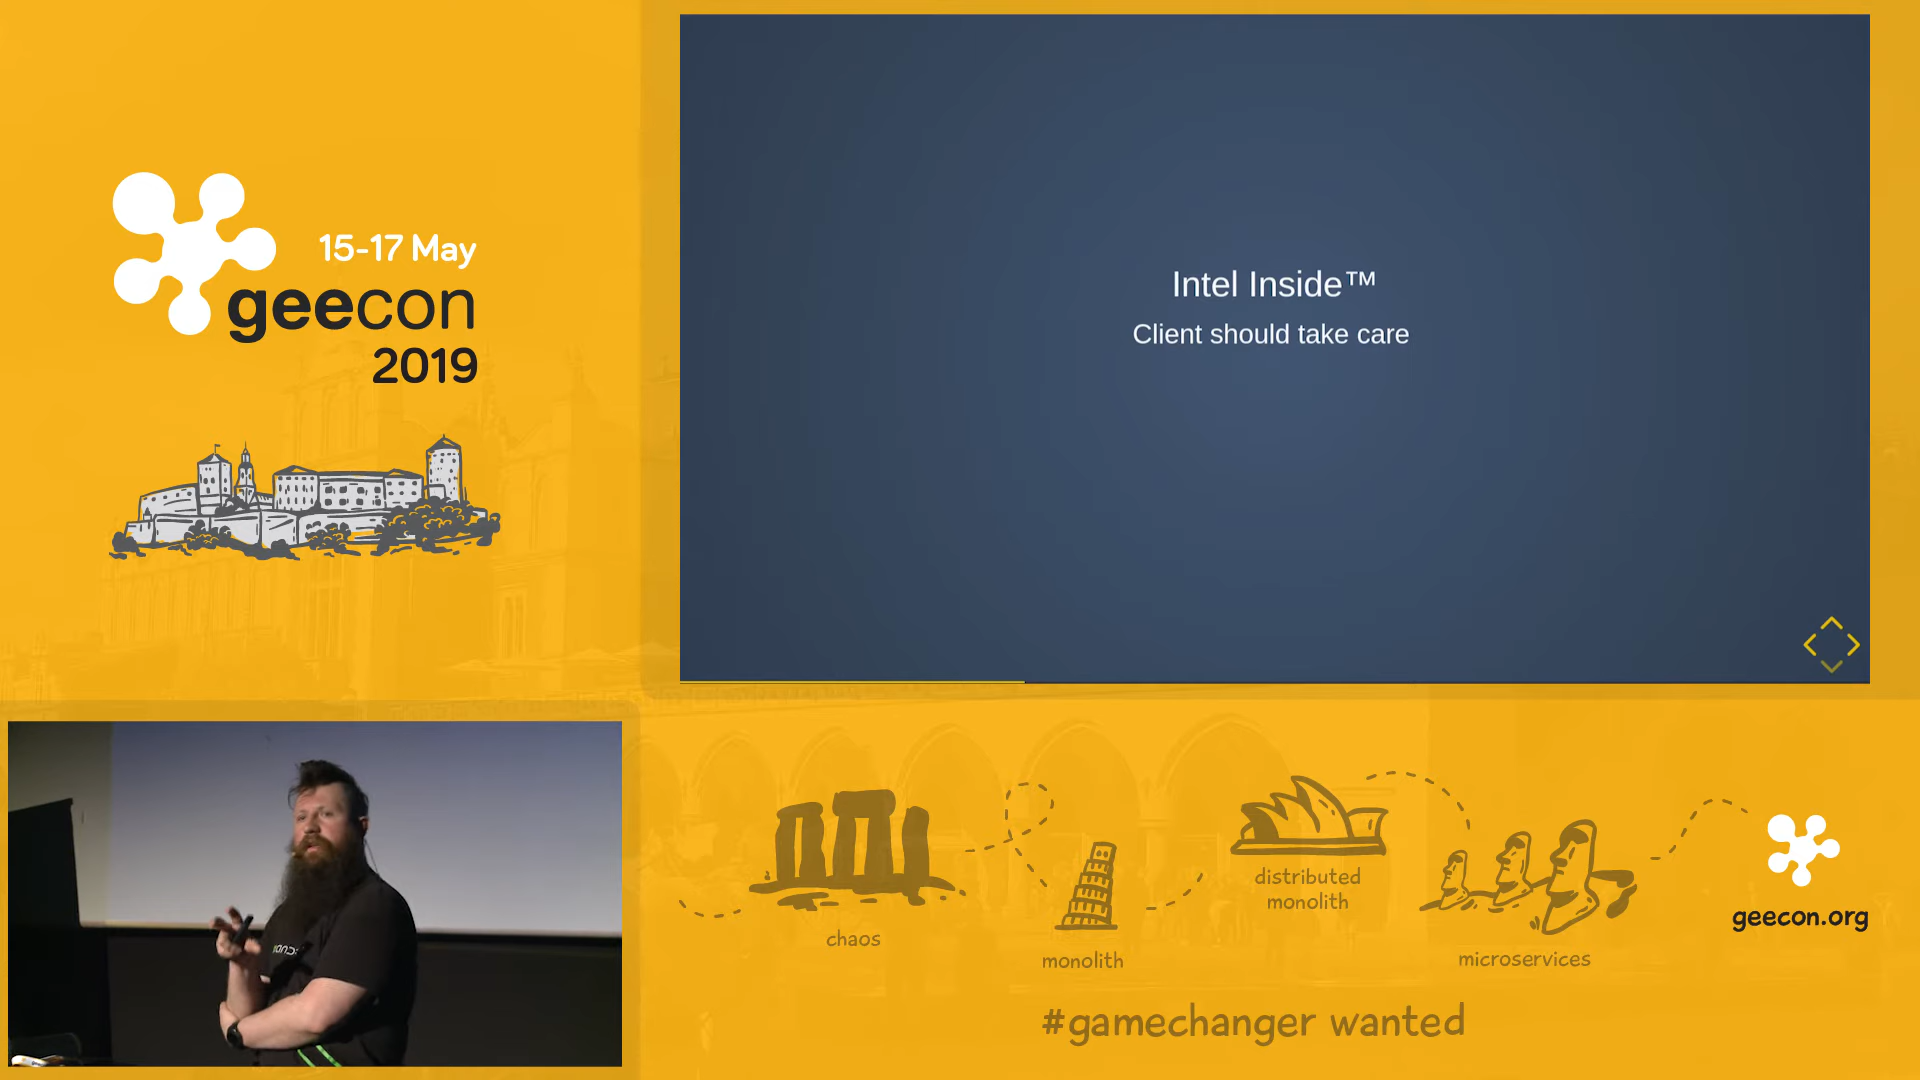 15-17 May
geecon
2019
Intel Inside™
Client should take care
chaos
monolith
distributed
monolith
microservices
geecon.org
#gamechanger wanted